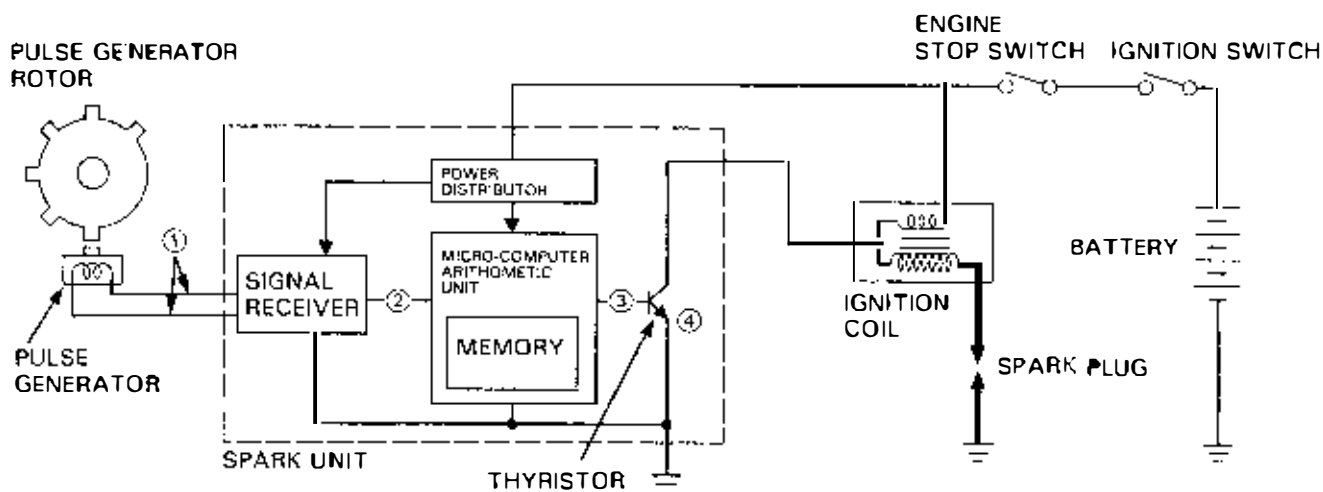 ENGINE
STOP SWITCH
IGNITION SWITCH
PULSE GENERATOR
ROTOR
POWER
DISTRIBUTOR
①
MICRO-COMPUTER
ARITHOMETIC
UNIT
SIGNAL
RECEIVER
②
③
④
MEMORY
BATTERY
IGNITION
COIL
PULSE
GENERATOR
SPARK PLUG
SPARK UNIT
THYRISTOR